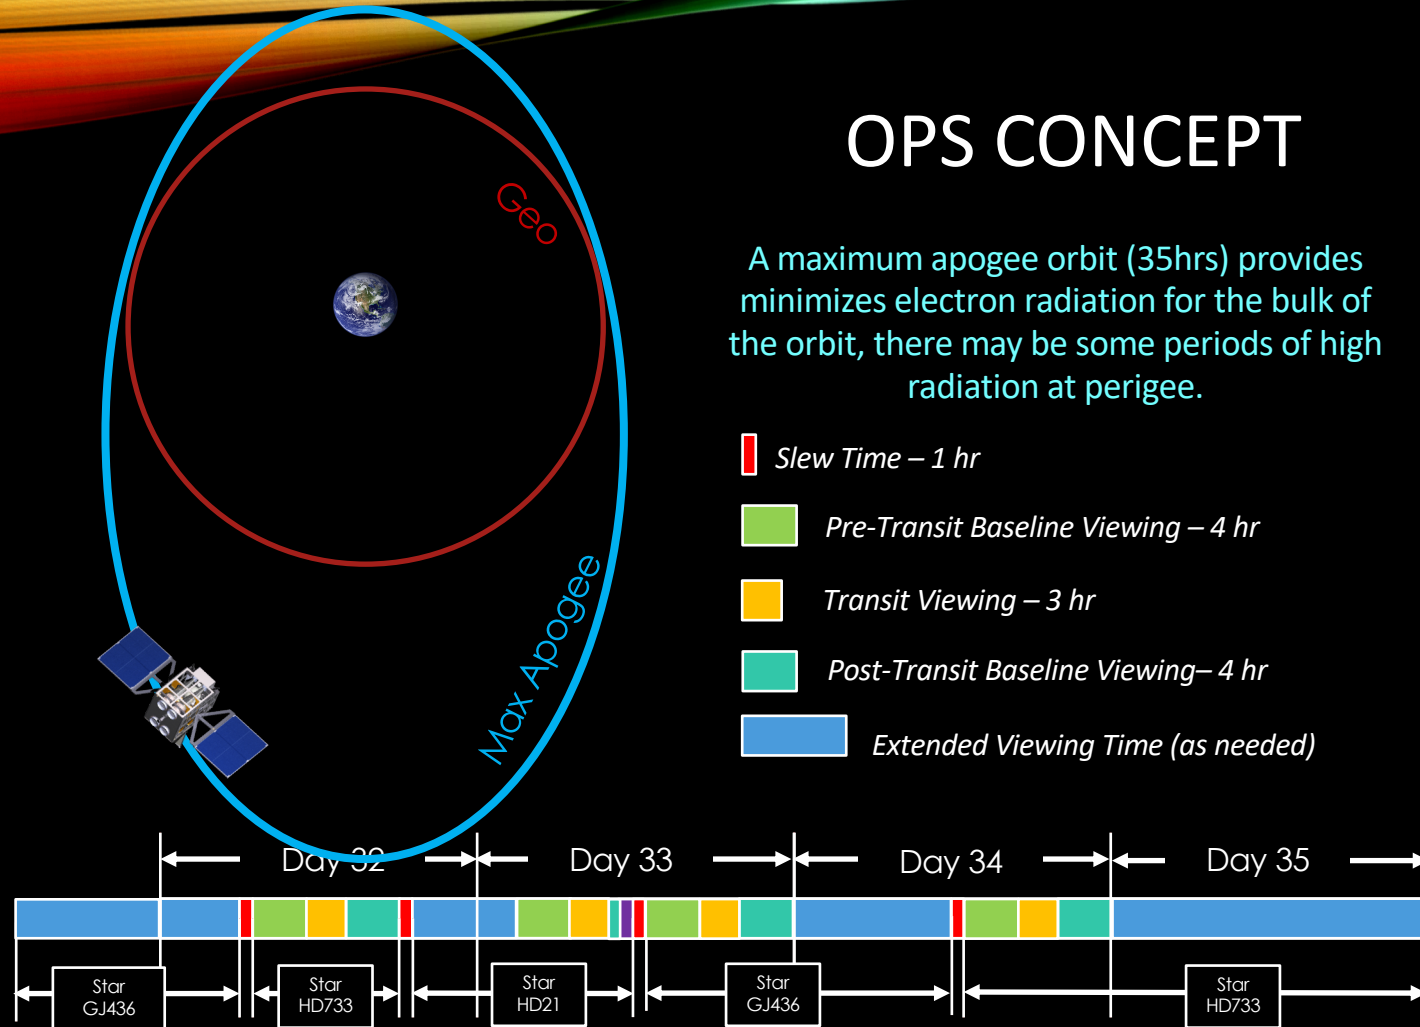 OPS CONCEPT
Geo
A maximum apogee orbit (35hrs) provides
minimizes electron radiation for the bulk of
the orbit, there may be some periods of high
radiation at perigee.
Slew Time – 1 hr
Pre-Transit Baseline Viewing – 4 hr
Transit Viewing – 3 hr
Post-Transit Baseline Viewing– 4 hr
Extended Viewing Time (as needed)
Max Apogee
Day 32
Day 33
Day 34
Day 35
Star
GJ436
Star
HD733
Star
HD21
Star
GJ436
Star
HD733